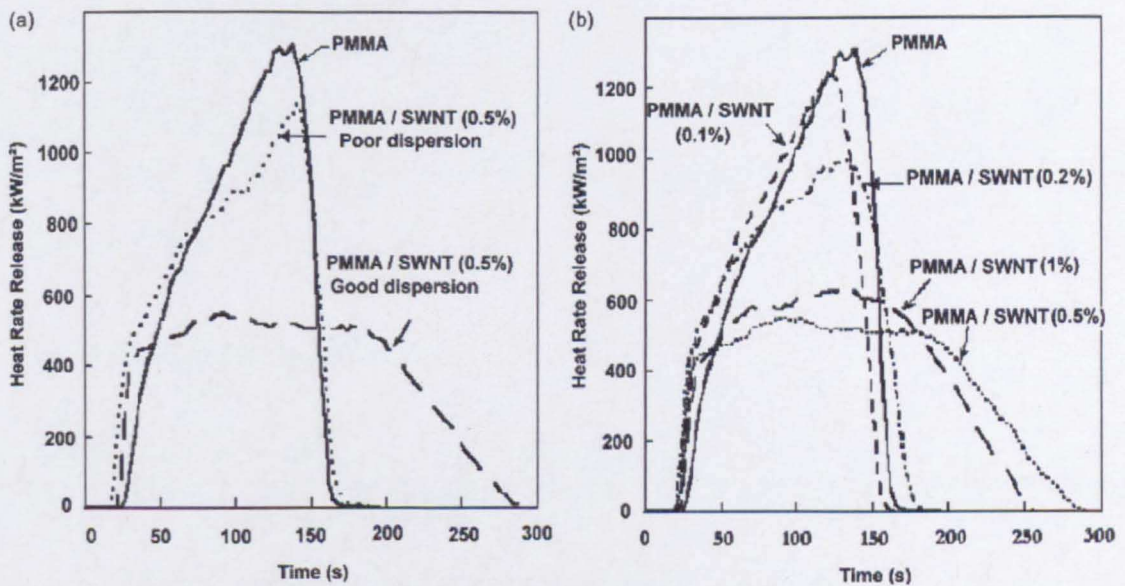 (a)
Heat Rate Release (kW/m²)
1200
1000
800
600
400
200
0
PMMA
PMMA / SWNT (0.5%)
Poor dispersion
PMMA / SWNT (0.5%)
Good dispersion
0 50 100 150 200 250 300
Time (s)
(b)
Heat Rate Release (kW/m²)
1400
1200
1000
800
600
400
200
0
PMMA
PMMA / SWNT
(0.1%)
PMMA / SWNT (0.2%)
PMMA / SWNT (1%)
PMMA / SWNT (0.5%)
0 50 100 150 200 250 300
Time (s)